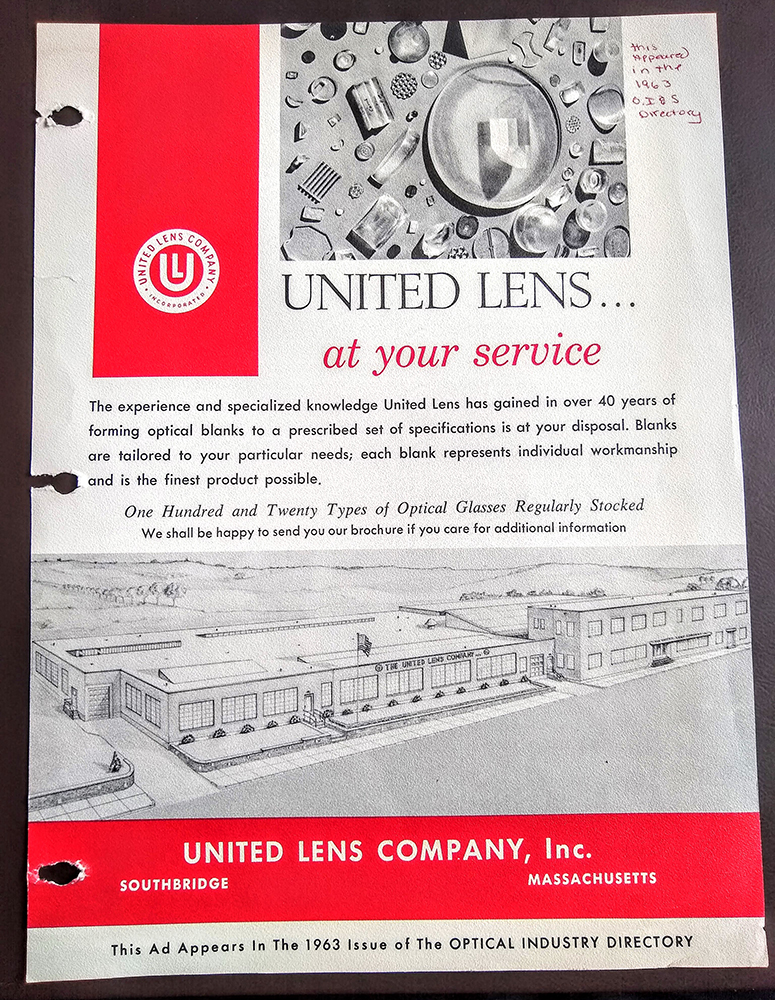 this
Appeared
in the
1963
O.I & S
Directory
UNITED LENS COMPANY
INCORPORATED
UL
UNITED LENS...
at your service
The experience and specialized knowledge United Lens has gained in over 40 years of
forming optical blanks to a prescribed set of specifications is at your disposal. Blanks
are tailored to your particular needs; each blank represents individual workmanship
and is the finest product possible.
One Hundred and Twenty Types of Optical Glasses Regularly Stocked
We shall be happy to send you our brochure if you care for additional information
THE UNITED LENS COMPANY
UNITED LENS COMPANY, Inc.
SOUTHBRIDGE MASSACHUSETTS
This Ad Appears In The 1963 Issue of The OPTICAL INDUSTRY DIRECTORY